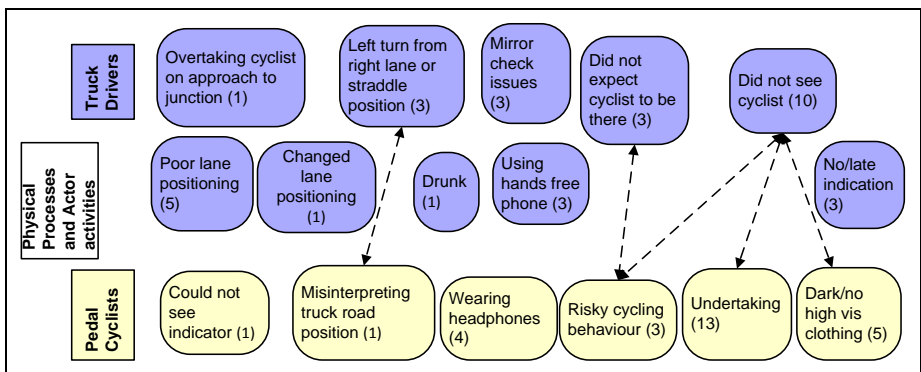 Truck
Drivers
Overtaking cyclist
on approach to
junction (1)
Left turn from
right lane or
straddle
position (3)
Mirror
check
issues
(3)
Did not
expect
cyclist to be
there (3)
Did not see
cyclist (10)
Physical
Processes
and Actor
activities
Poor lane
positioning
(5)
Changed
lane
positioning
(1)
Drunk
(1)
Using
hands free
phone (3)
No/late
indication
(3)
Pedal
Cyclists
Could not
see
indicator (1)
Misinterpreting
truck road
position (1)
Wearing
headphones
(4)
Risky cycling
behaviour (3)
Undertaking
(13)
Dark/no
high vis
clothing (5)